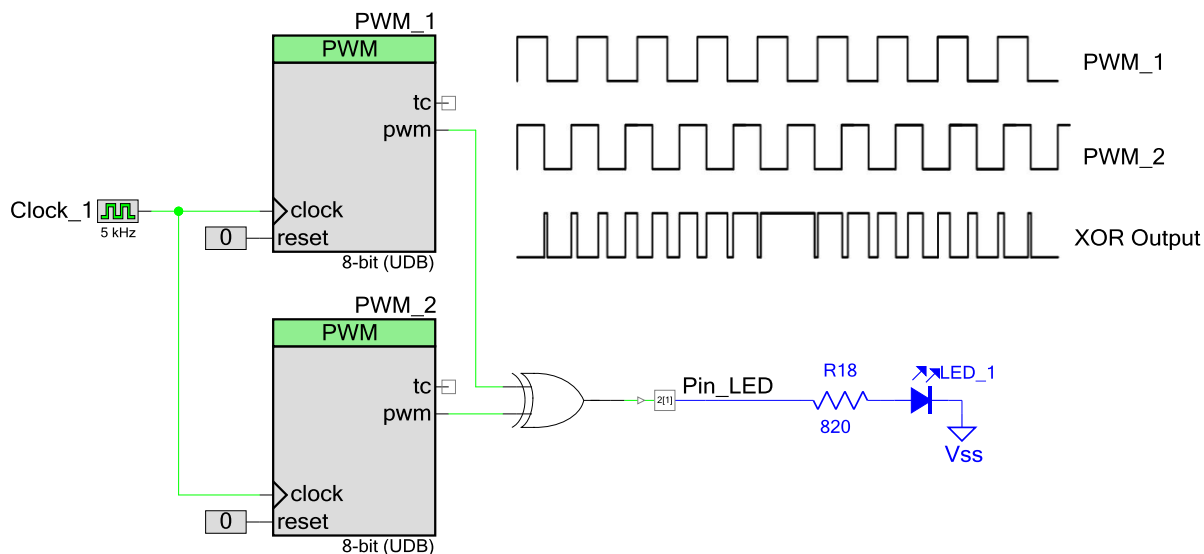 PWM_1
PWM
tc
pwm
clock
reset
0
8-bit (UDB)
Clock_1
5 kHz
PWM_2
PWM
tc
pwm
clock
reset
0
8-bit (UDB)
PWM_1
PWM_2
XOR Output
2[1]
Pin_LED
R18
820
LED_1
Vss